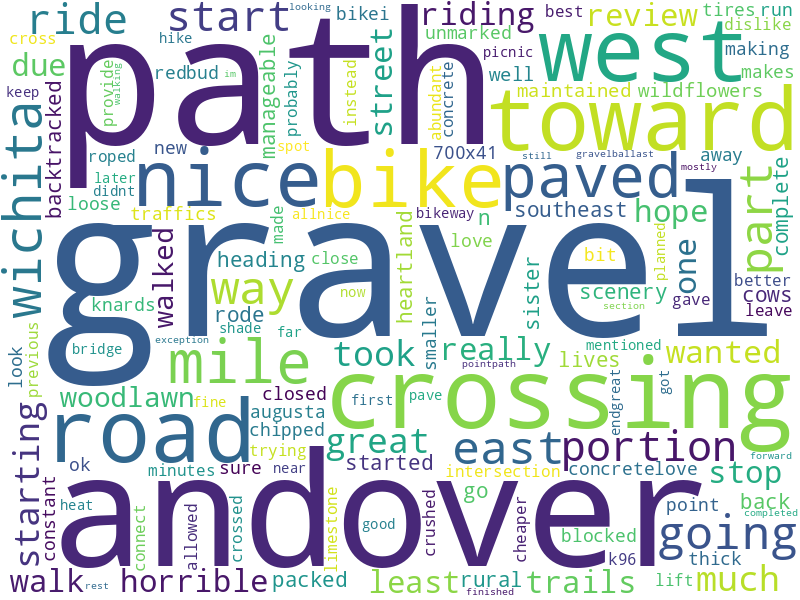 ride start path riding review best tires run
looking bikei dislike
cross hike unmarked west making
due redbud picnic
keep provide walking im manageable probably instead street abundant concrete well maintained wildflowers makes
toward
backtracked roped new spot 700x41 still gravelballast away
wichita later didnt nice bike paved mostly part complete
loose traffics allnice bikeway n southeast hope
walked made love
heading close heartland sister bit planned one
gravel
way rode scenery gave cows better leave
knards shade now far smaller section
look previous bridge exception mile took really lives mentioned wanted
pointpath
woodlawn closed first pave crossing endgreat got
fine augusta
road chipped great east portion
starting trying
ok minutes sure near started intersection concretelove stop forward
constant heat andover go point back
connect allowed crossed limestone good crushed cheaper blocked going completed
k96 thick
walk rest horrible packed least finished rural trails lift much